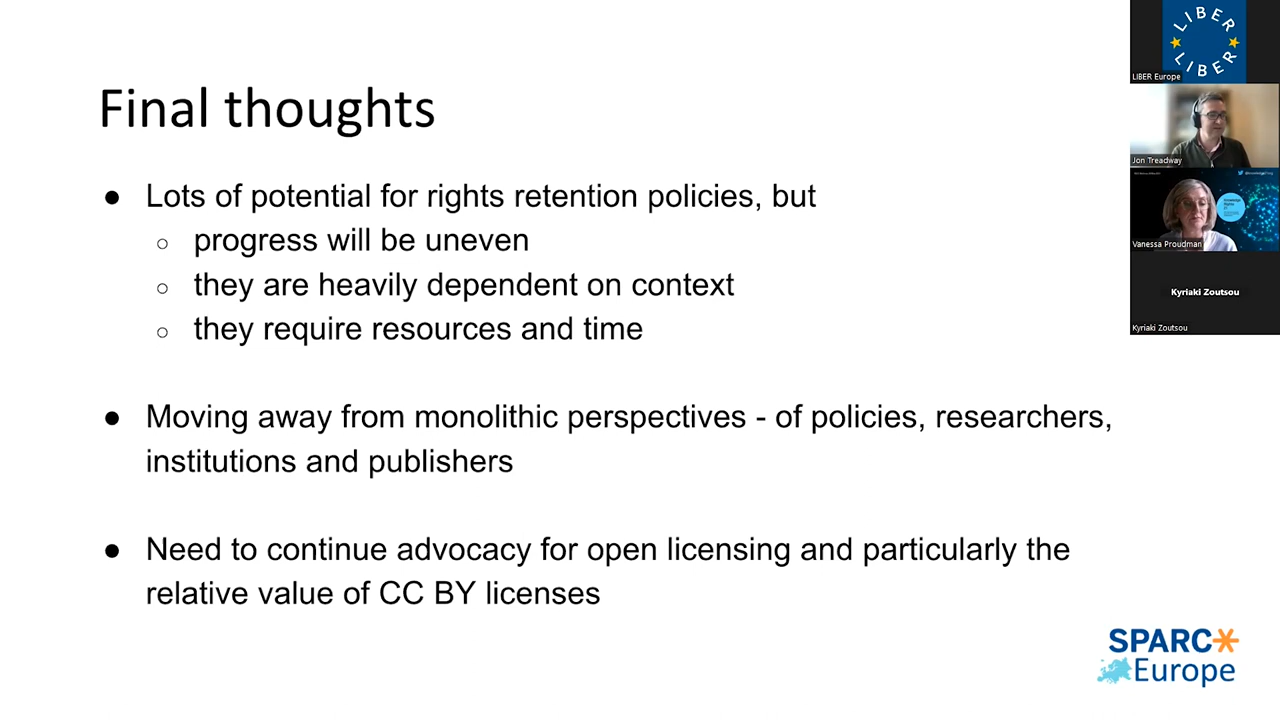 Final thoughts
● Lots of potential for rights retention policies, but
○ progress will be uneven
○ they are heavily dependent on context
○ they require resources and time
● Moving away from monolithic perspectives - of policies, researchers,
institutions and publishers
● Need to continue advocacy for open licensing and particularly the
relative value of CC BY licenses
SPARC
Europe
LIBER
LIBER
LIBER Europe
Jon Treadway
Knowledge
Rights
21
Vanessa Proudman
Kyriaki Zoutsou
Kyriaki Zoutsou